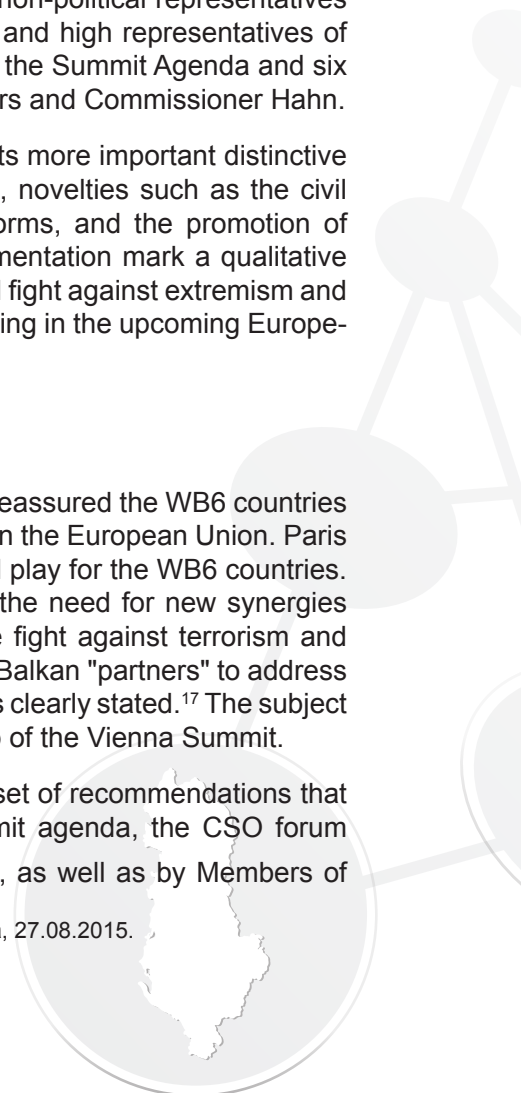 non-political representatives
and high representatives of
the Summit Agenda and six
rs and Commissioner Hahn.
ts more important distinctive
, novelties such as the civil
orms, and the promotion of
mentation mark a qualitative
fight against extremism and
ing in the upcoming Europe-
eassured the WB6 countries
n the European Union. Paris
play for the WB6 countries.
the need for new synergies
e fight against terrorism and
Balkan "partners" to address
s clearly stated.17 The subject
of the Vienna Summit.
set of recommendations that
mit agenda, the CSO forum
, as well as by Members of
, 27.08.2015.